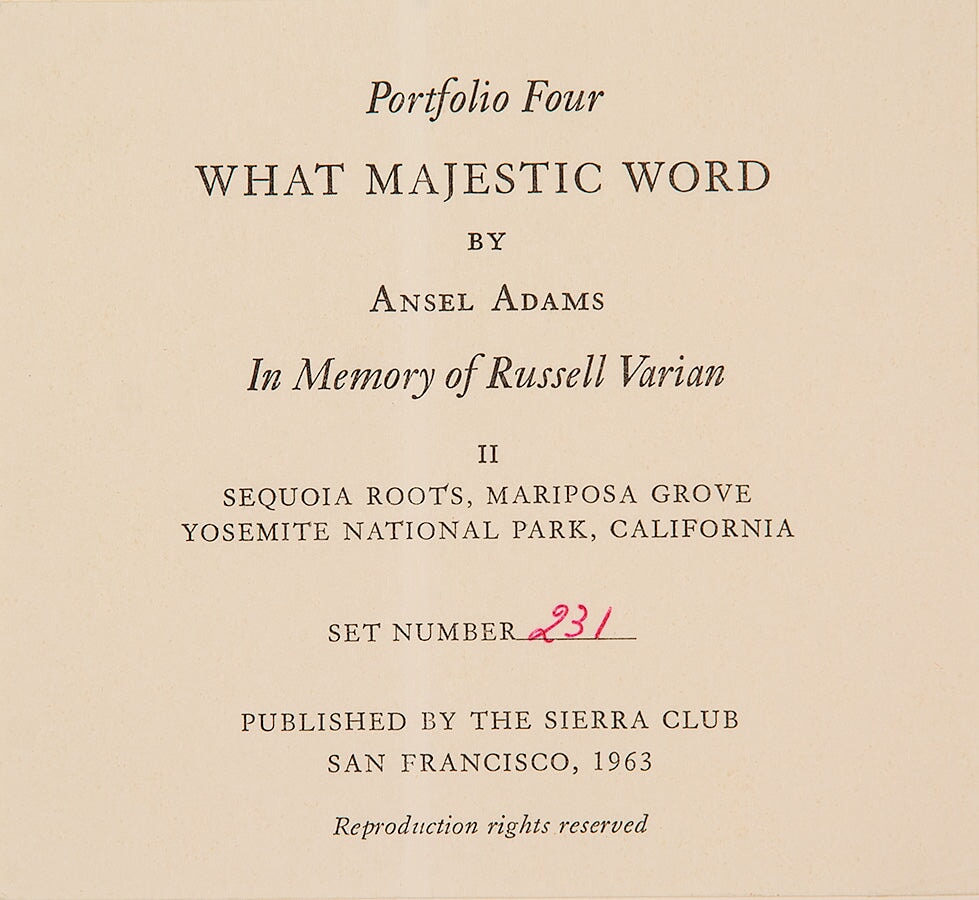 Portfolio Four
WHAT MAJESTIC WORD
BY
ANSEL ADAMS
In Memory of Russell Varian
II
SEQUOIA ROOTS, MARIPOSA GROVE
YOSEMITE NATIONAL PARK, CALIFORNIA
SET NUMBER 231
PUBLISHED BY THE SIERRA CLUB
SAN FRANCISCO, 1963
Reproduction rights reserved